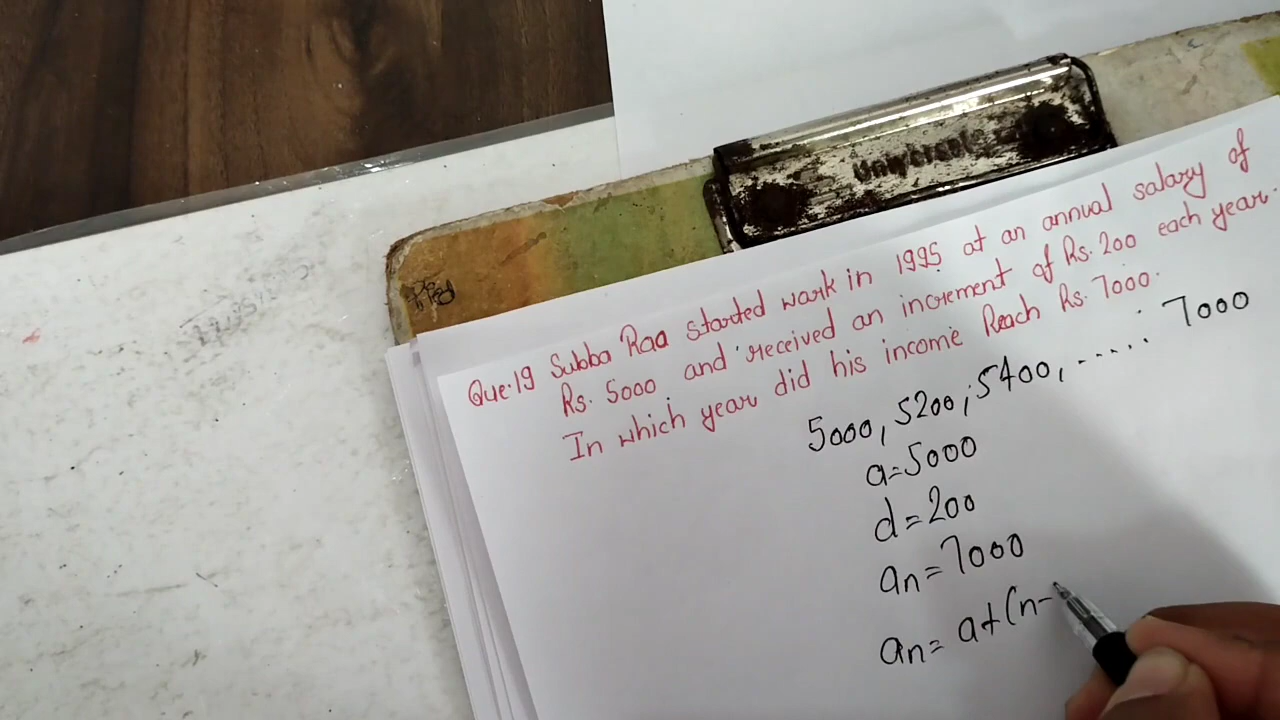 Que.19 Subba Rao started work in 1995 at an annual salary of
Rs. 5000 and received an increment of Rs. 200 each year.
In which year did his income Reach Rs. 7000.
5000, 5200, 5400, ...... 7000
a=5000
d=200
an=7000
an= a+(n-